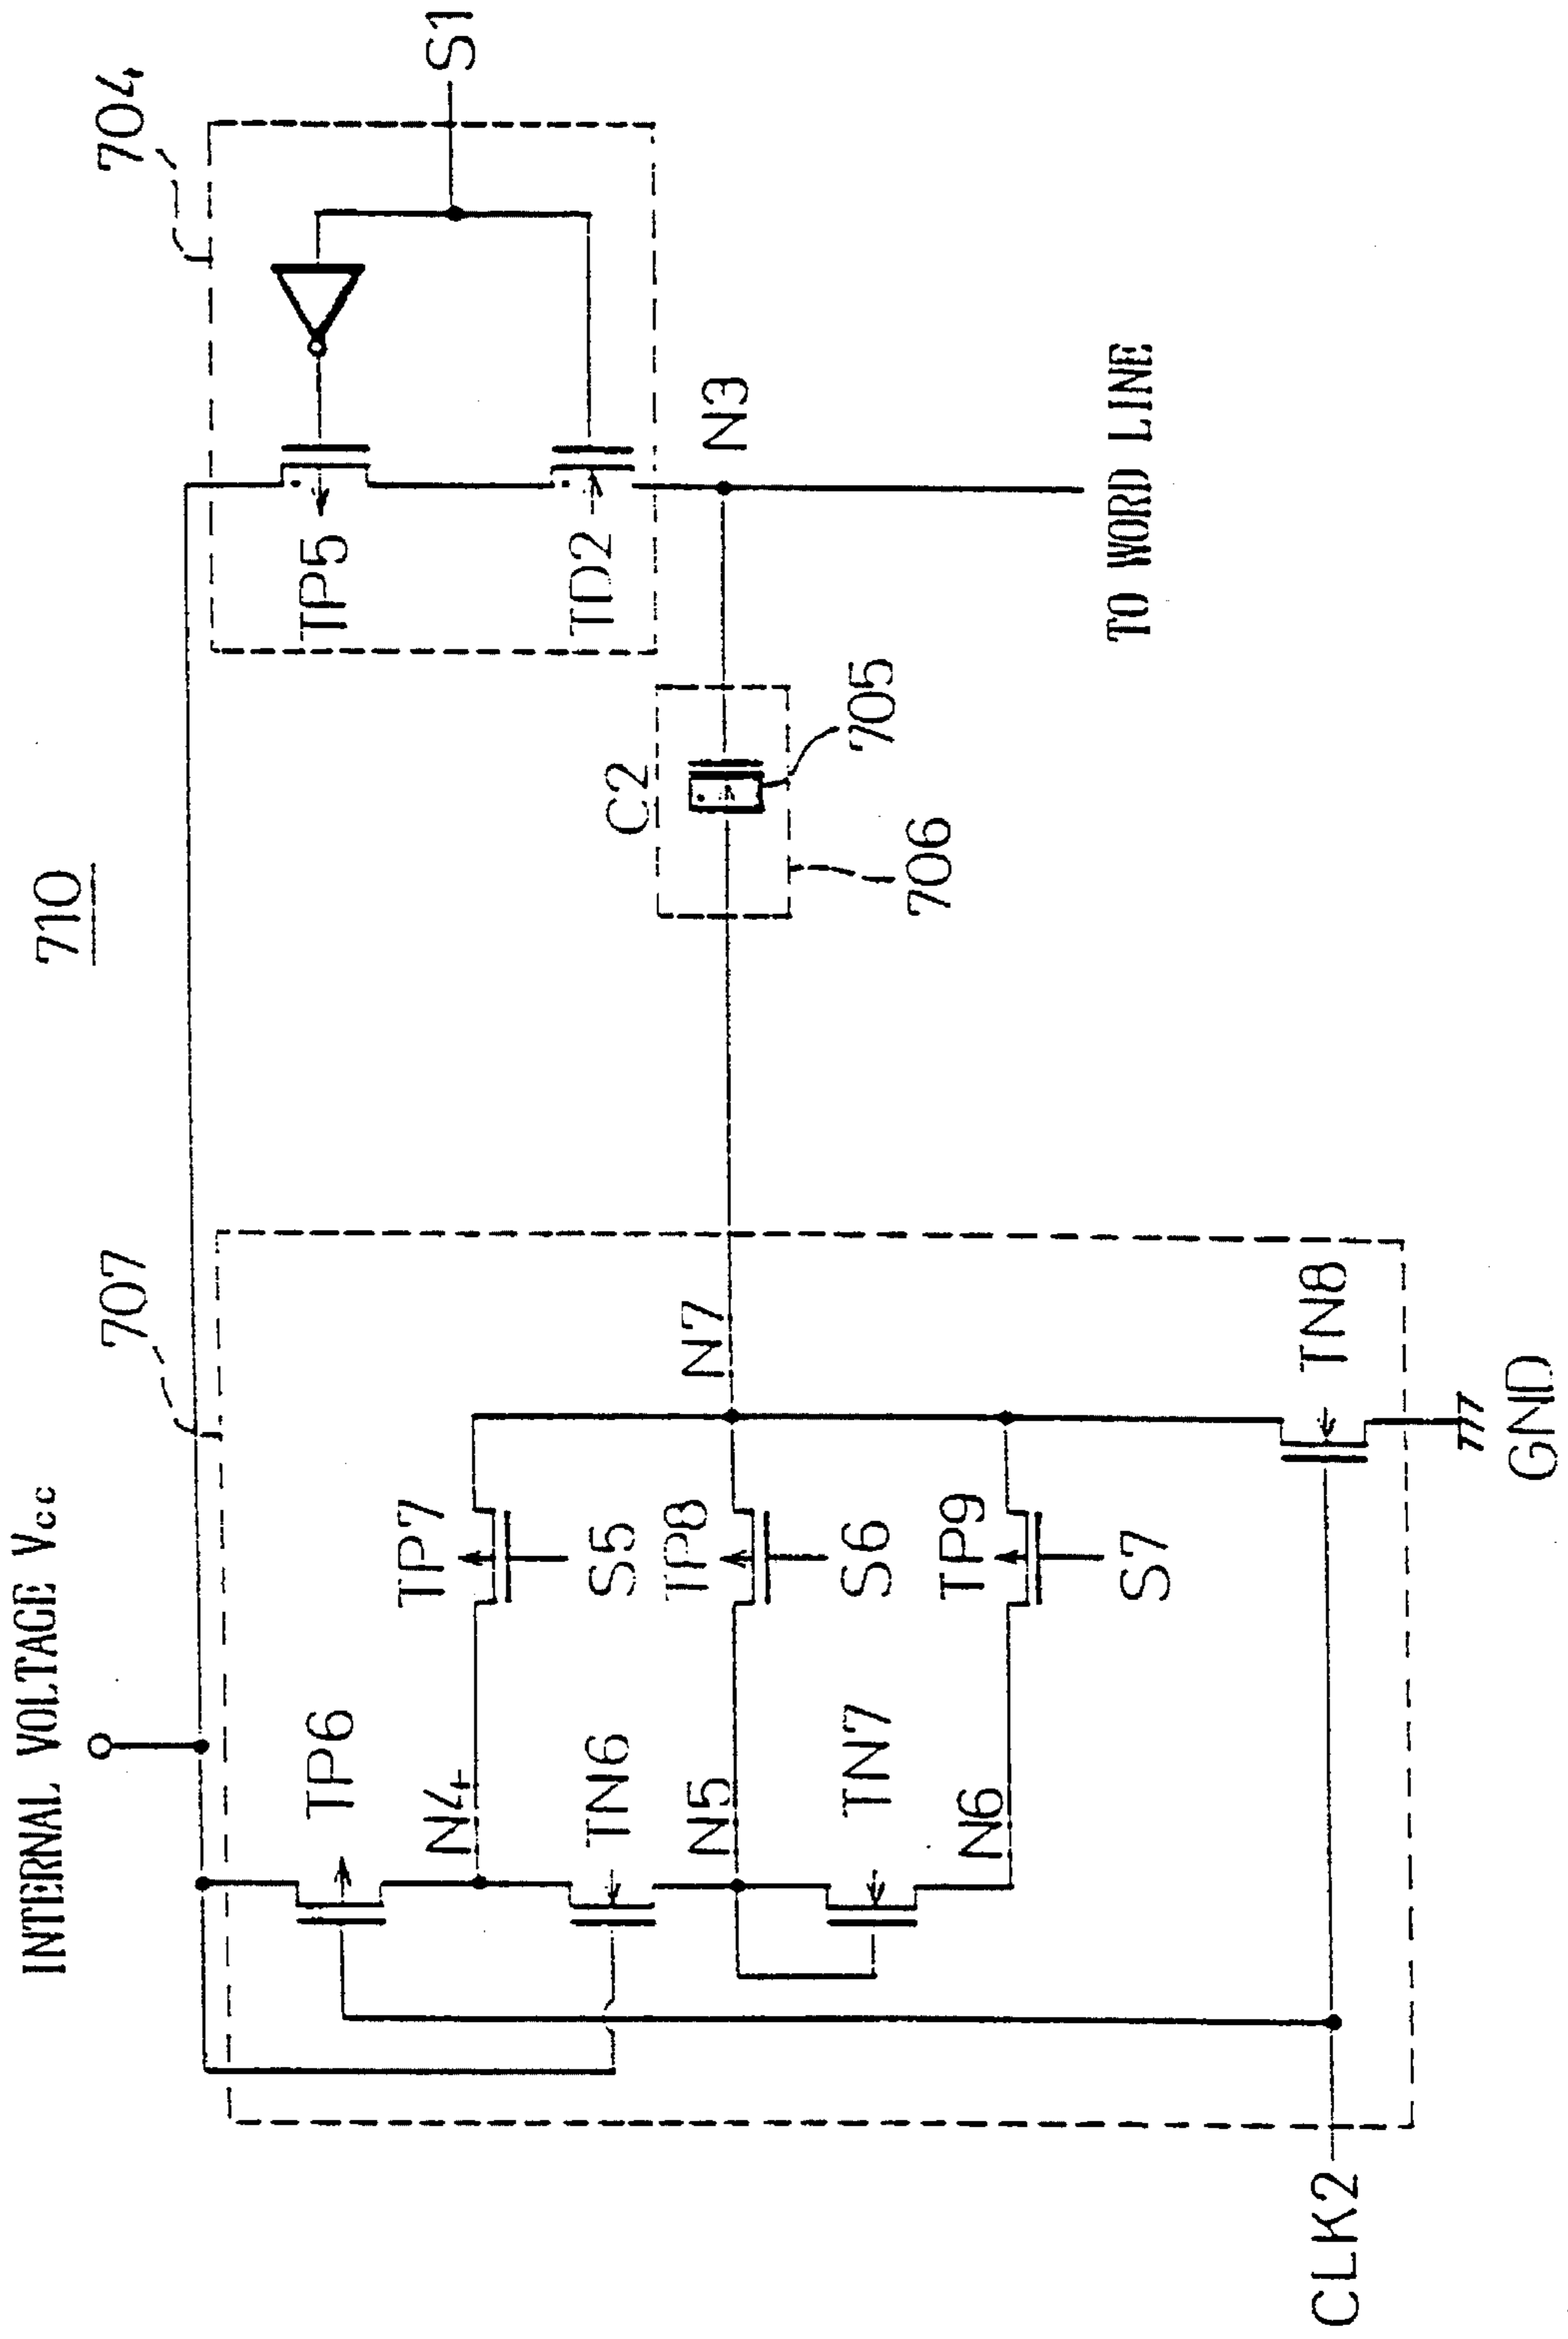 710
INTERNAL VOLTAGE Vcc
707
704
TP6
TP7
N4
S5
TN6
N5
TP8
S6
N7
TN7
N6
TP9
S7
CLK2
TN8
GND
C2
705
706
TP5
TD2
S1
N3
TO WORD LINE